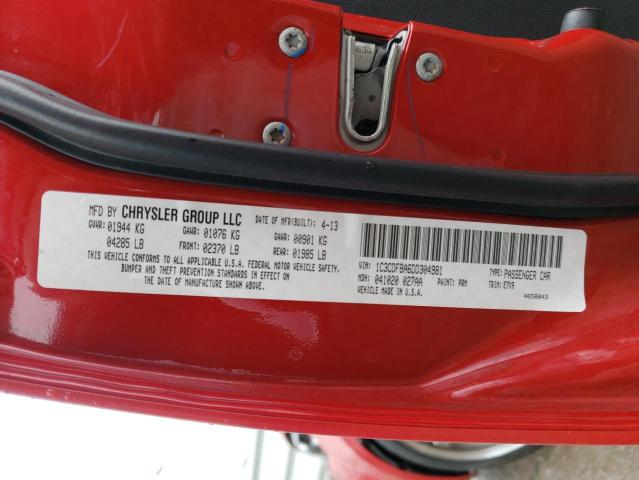 MFD BY CHRYSLER GROUP LLC DATE OF MFR(BUILT): 4-13
GVWR: 01944 KG GAWR: 01076 KG GAWR: 00901 KG
04285 LB FRONT: 02370 LB REAR: 01985 LB
THIS VEHICLE CONFORMS TO ALL APPLICABLE U.S.A. FEDERAL MOTOR VEHICLE SAFETY,
BUMPER AND THEFT PREVENTION STANDARDS IN EFFECT ON
THE DATE OF MANUFACTURE SHOWN ABOVE.
VIN: 1C3CDFBA6DD304981 TYPE: PASSENGER CAR
MDH: 041020 027AA PAINT: PRM TRIM: E7X9
VEHICLE MADE IN U.S.A. 4658843